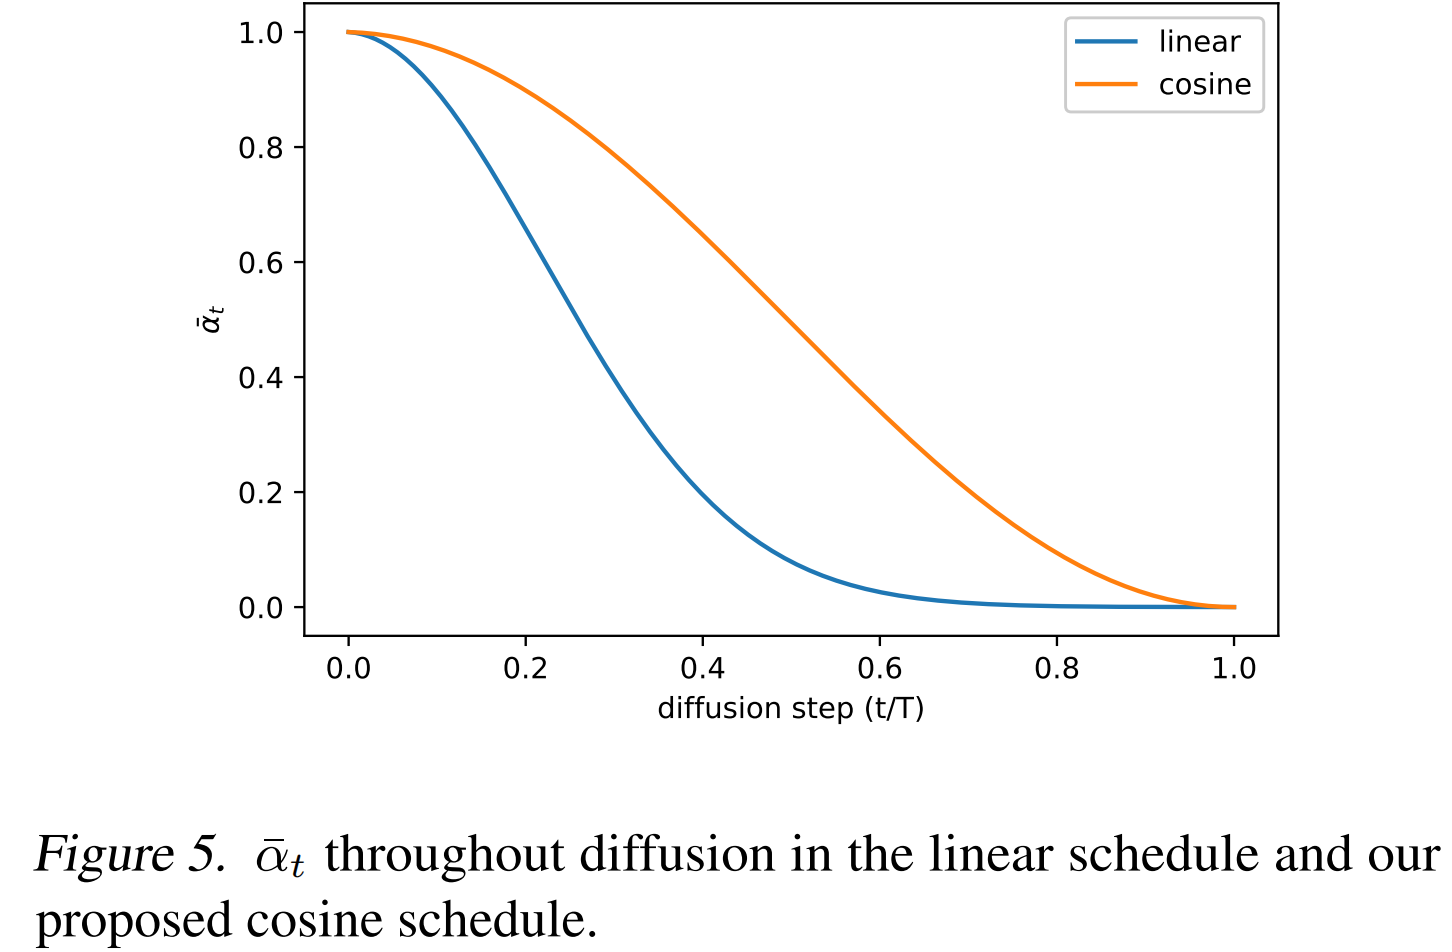 1.0
0.8
0.6
0.4
0.2
0.0
ᾱₜ
linear
cosine
0.0 0.2 0.4 0.6 0.8 1.0
diffusion step (t/T)
Figure 5. ᾱₜ throughout diffusion in the linear schedule and our
proposed cosine schedule.